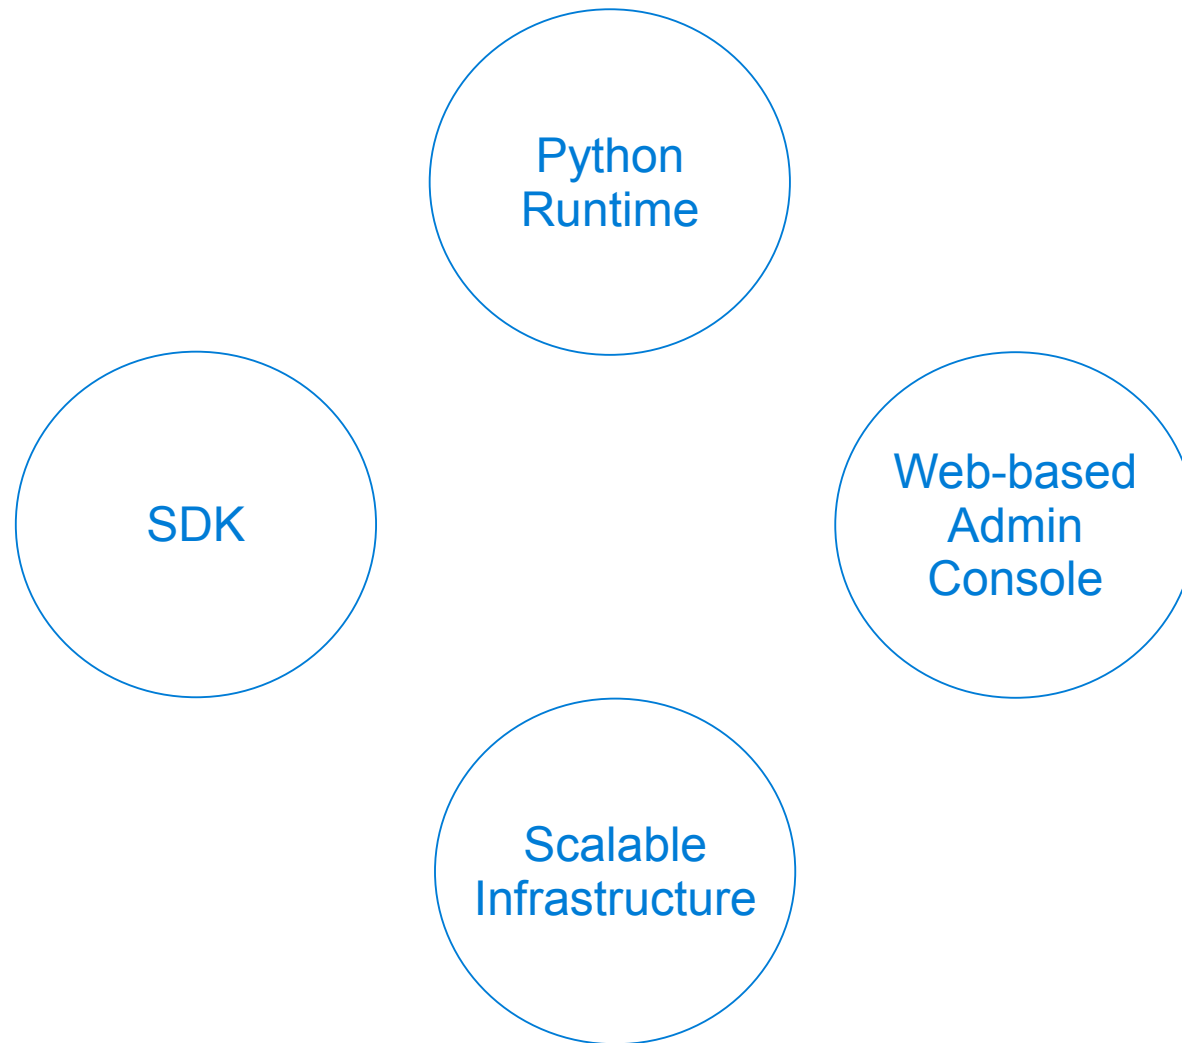 Python
Runtime
SDK
Web-based
Admin
Console
Scalable
Infrastructure